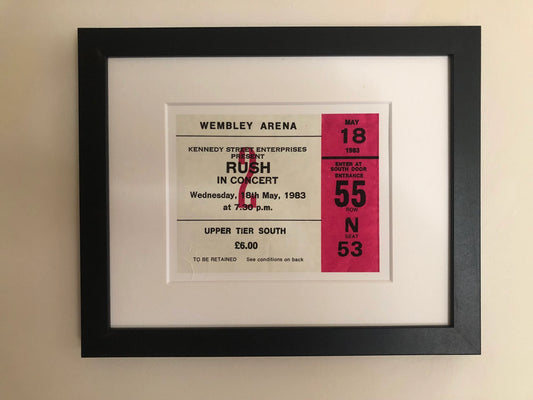 WEMBLEY ARENA
KENNEDY STREET ENTERPRISES
PRESENT
RUSH
IN CONCERT
2
Wednesday, 18th May, 1983
at 7.30 p.m.
UPPER TIER SOUTH
£6.00
TO BE RETAINED See conditions on back
MAY
18
1983
ENTER AT
SOUTH DOOR
ENTRANCE
55
ROW
N
SEAT
53